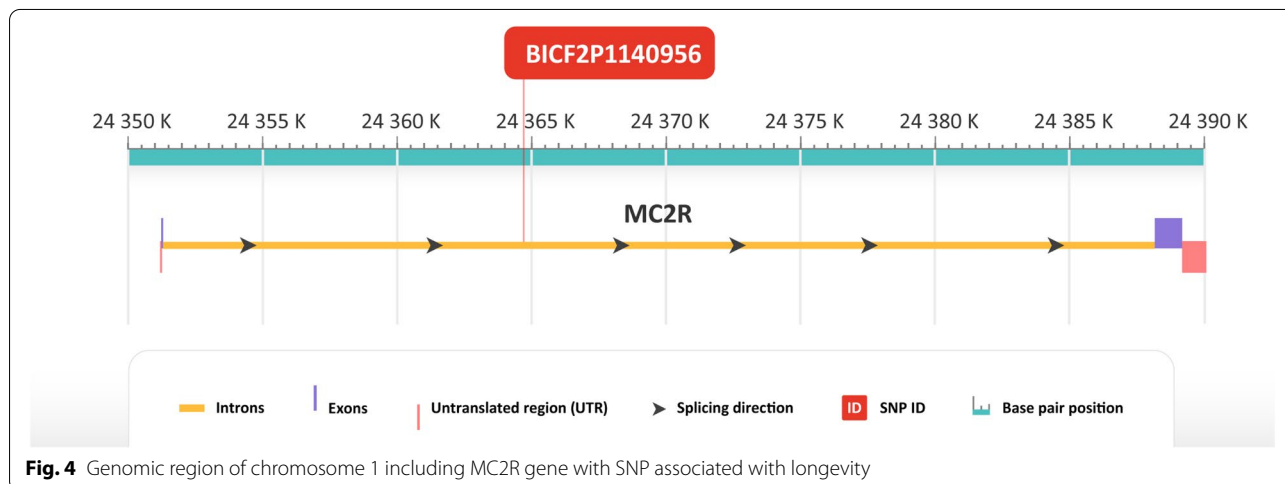 BICF2P1140956
24 350 K 24 355 K 24 360 K 24 365 K 24 370 K 24 375 K 24 380 K 24 385 K 24 390 K
MC2R
Introns Exons Untranslated region (UTR) Splicing direction ID SNP ID Base pair position
Fig. 4 Genomic region of chromosome 1 including MC2R gene with SNP associated with longevity